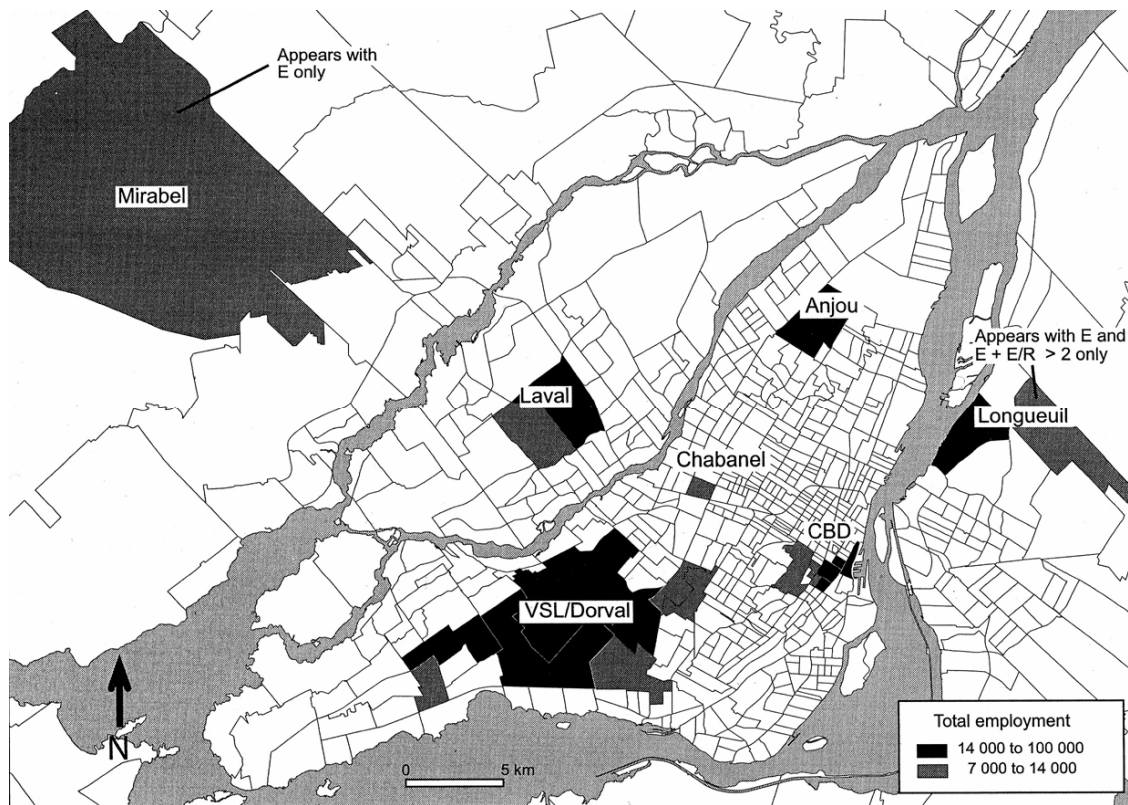 Appears with
E only
Mirabel
Anjou
Appears with E and
E + E/R > 2 only
Laval
Longueuil
Chabanel
CBD
VSL/Dorval
N
0 5 km
Total employment
14 000 to 100 000
7 000 to 14 000